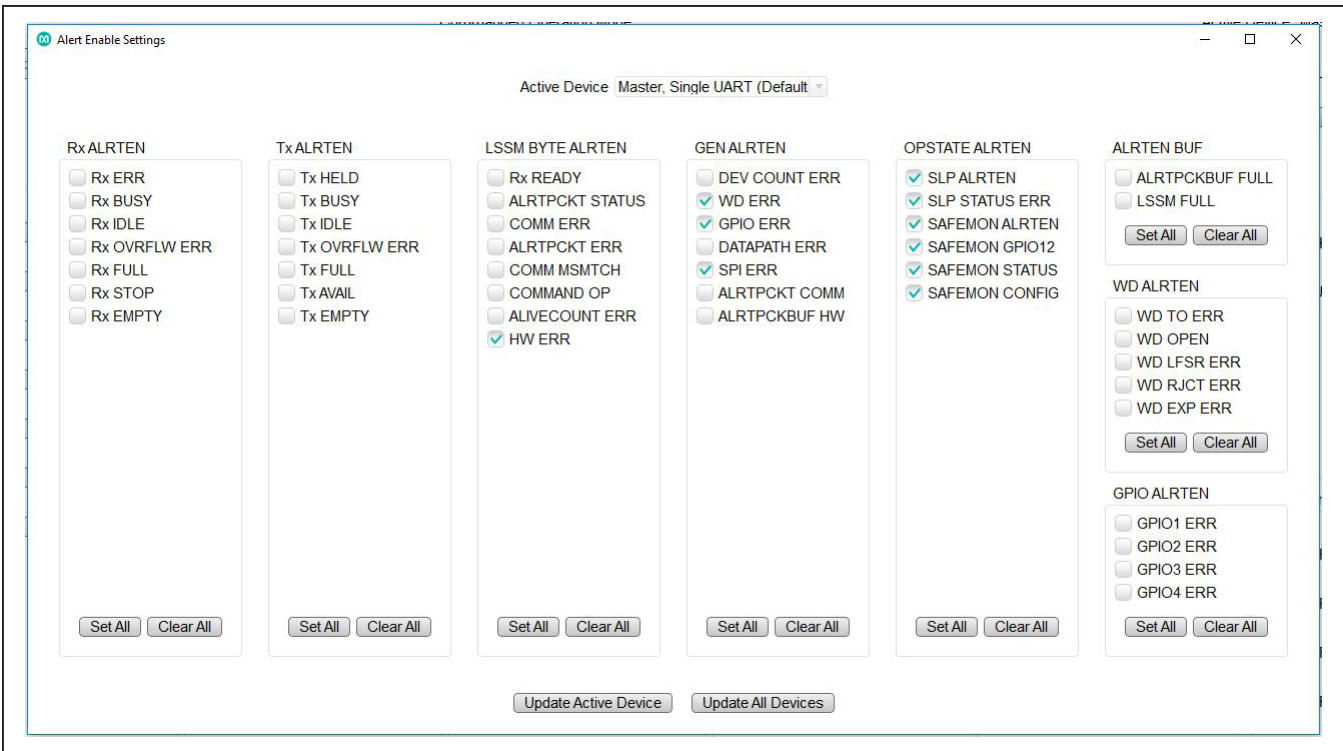 Alert Enable Settings
Active Device Master, Single UART (Default
Rx ALRTEN
Rx ERR
Rx BUSY
Rx IDLE
Rx OVRFLW ERR
Rx FULL
Rx STOP
Rx EMPTY
Set All Clear All
Tx ALRTEN
Tx HELD
Tx BUSY
Tx IDLE
Tx OVRFLW ERR
Tx FULL
Tx AVAIL
Tx EMPTY
Set All Clear All
LSSM BYTE ALRTEN
Rx READY
ALRTPCKT STATUS
COMM ERR
ALRTPCKT ERR
COMM MSMTCH
COMMAND OP
ALIVECOUNT ERR
HW ERR
Set All Clear All
GEN ALRTEN
DEV COUNT ERR
WD ERR
GPIO ERR
DATAPATH ERR
SPI ERR
ALRTPCKT COMM
ALRTPCKBUF HW
Set All Clear All
OPSTATE ALRTEN
SLP ALRTEN
SLP STATUS ERR
SAFEMON ALRTEN
SAFEMON GPIO12
SAFEMON STATUS
SAFEMON CONFIG
Set All Clear All
ALRTEN BUF
ALRTPCKBUF FULL
LSSM FULL
Set All Clear All
WD ALRTEN
WD TO ERR
WD OPEN
WD LFSR ERR
WD RJCT ERR
WD EXP ERR
Set All Clear All
GPIO ALRTEN
GPIO1 ERR
GPIO2 ERR
GPIO3 ERR
GPIO4 ERR
Set All Clear All
Update Active Device Update All Devices